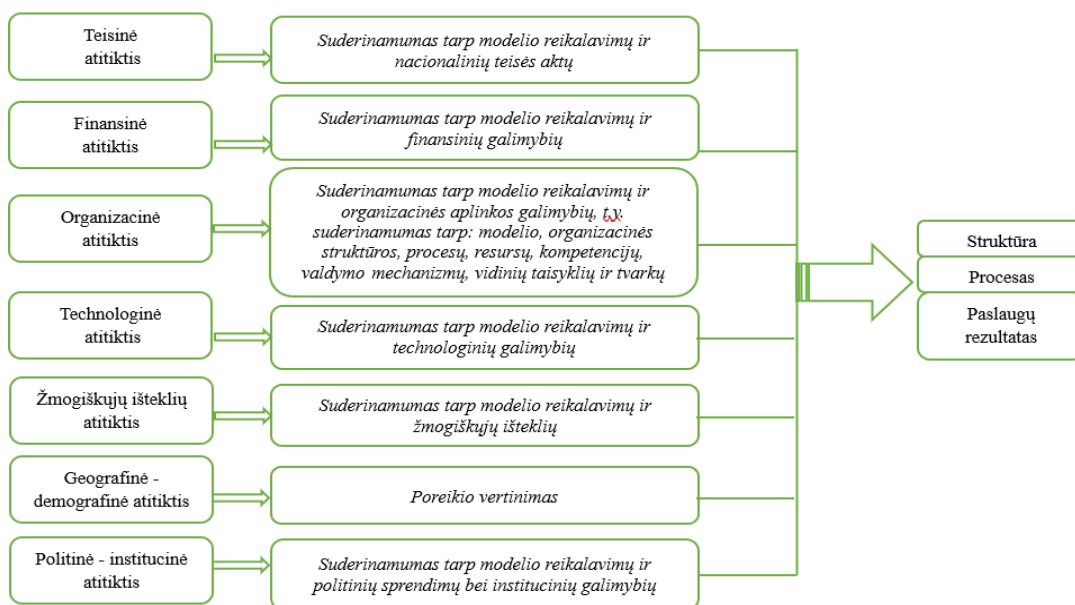 Teisinė
atitiktis
Suderinamumas tarp modelio reikalavimų ir
nacionalinių teisės aktų
Finansinė
atitiktis
Suderinamumas tarp modelio reikalavimų ir
finansinių galimybių
Organizacinė
atitiktis
Suderinamumas tarp modelio reikalavimų ir
organizacinės aplinkos galimybių, t.y.
suderinamumas tarp: modelio, organizacinės
struktūros, procesų, resursų, kompetencijų,
valdymo mechanizmų, vidinių taisyklių ir tvarkų
Technologinė
atitiktis
Suderinamumas tarp modelio reikalavimų ir
technologinių galimybių
Žmogiškųjų išteklių
atitiktis
Suderinamumas tarp modelio reikalavimų ir
žmogiškųjų išteklių
Geografinė -
demografinė atitiktis
Poreikio vertinimas
Politinė - institucinė
atitiktis
Suderinamumas tarp modelio reikalavimų ir
politinių sprendimų bei institucinių galimybių
Struktūra
Procesas
Paslaugų
rezultatas